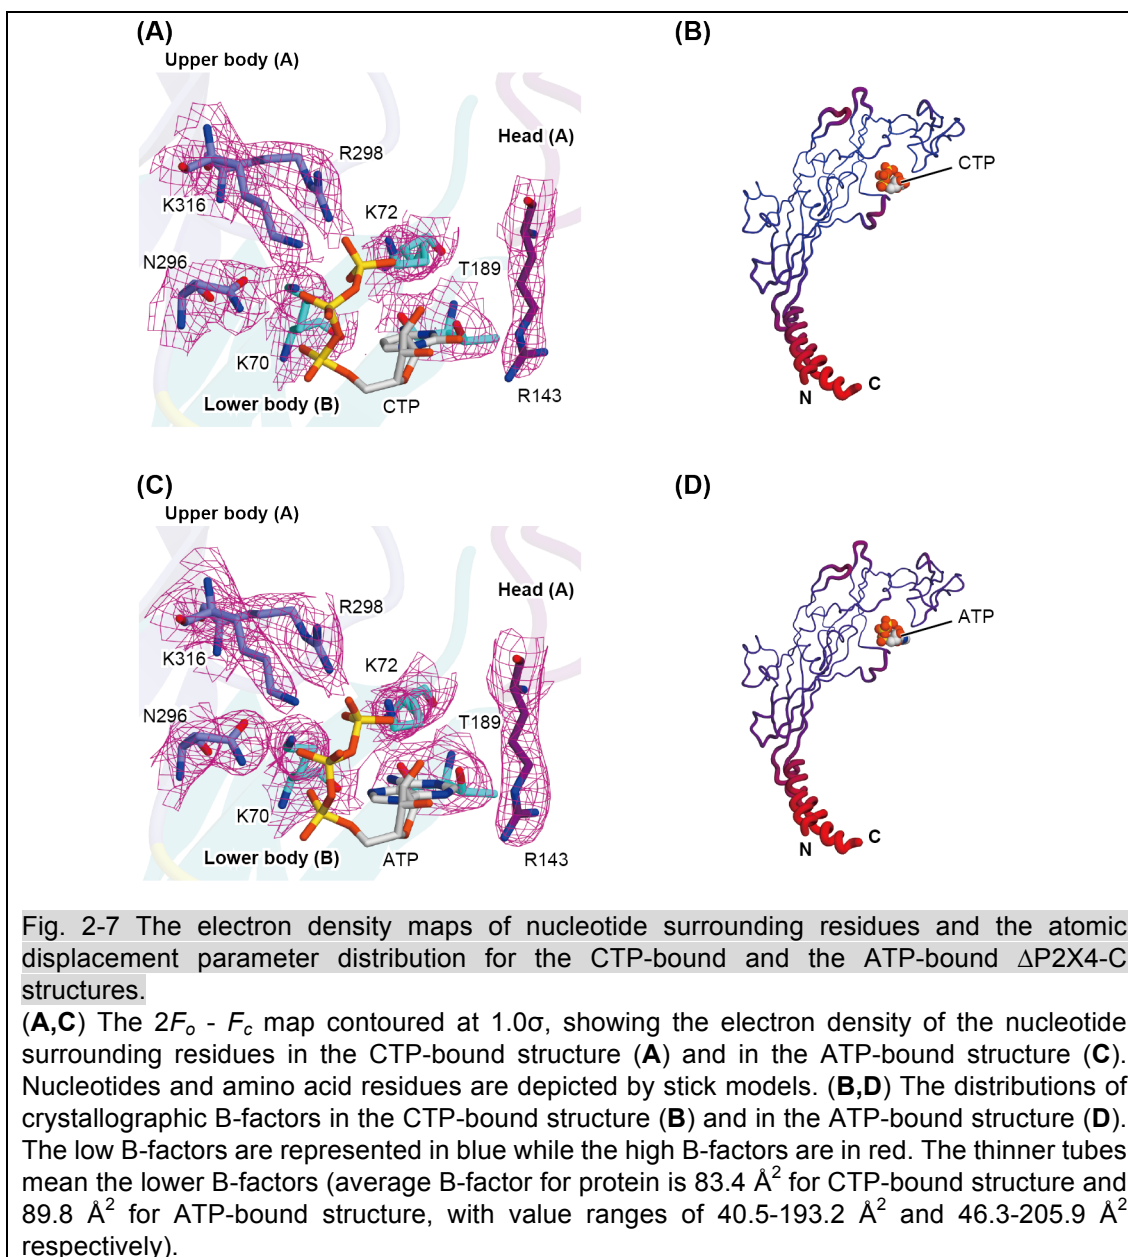 (A)
Upper body (A)
Head (A)
R298
K316
K72
N296
T189
K70
Lower body (B)
CTP
R143
(B)
CTP
N
C
(C)
Upper body (A)
Head (A)
R298
K316
K72
N296
T189
K70
Lower body (B)
ATP
R143
(D)
ATP
N
C
Fig. 2-7 The electron density maps of nucleotide surrounding residues and the atomic
displacement parameter distribution for the CTP-bound and the ATP-bound ΔP2X4-C
structures.
(A,C) The 2Fo - Fc map contoured at 1.0σ, showing the electron density of the nucleotide
surrounding residues in the CTP-bound structure (A) and in the ATP-bound structure (C).
Nucleotides and amino acid residues are depicted by stick models. (B,D) The distributions of
crystallographic B-factors in the CTP-bound structure (B) and in the ATP-bound structure (D).
The low B-factors are represented in blue while the high B-factors are in red. The thinner tubes
mean the lower B-factors (average B-factor for protein is 83.4 Å² for CTP-bound structure and
89.8 Å² for ATP-bound structure, with value ranges of 40.5-193.2 Å² and 46.3-205.9 Å²
respectively).